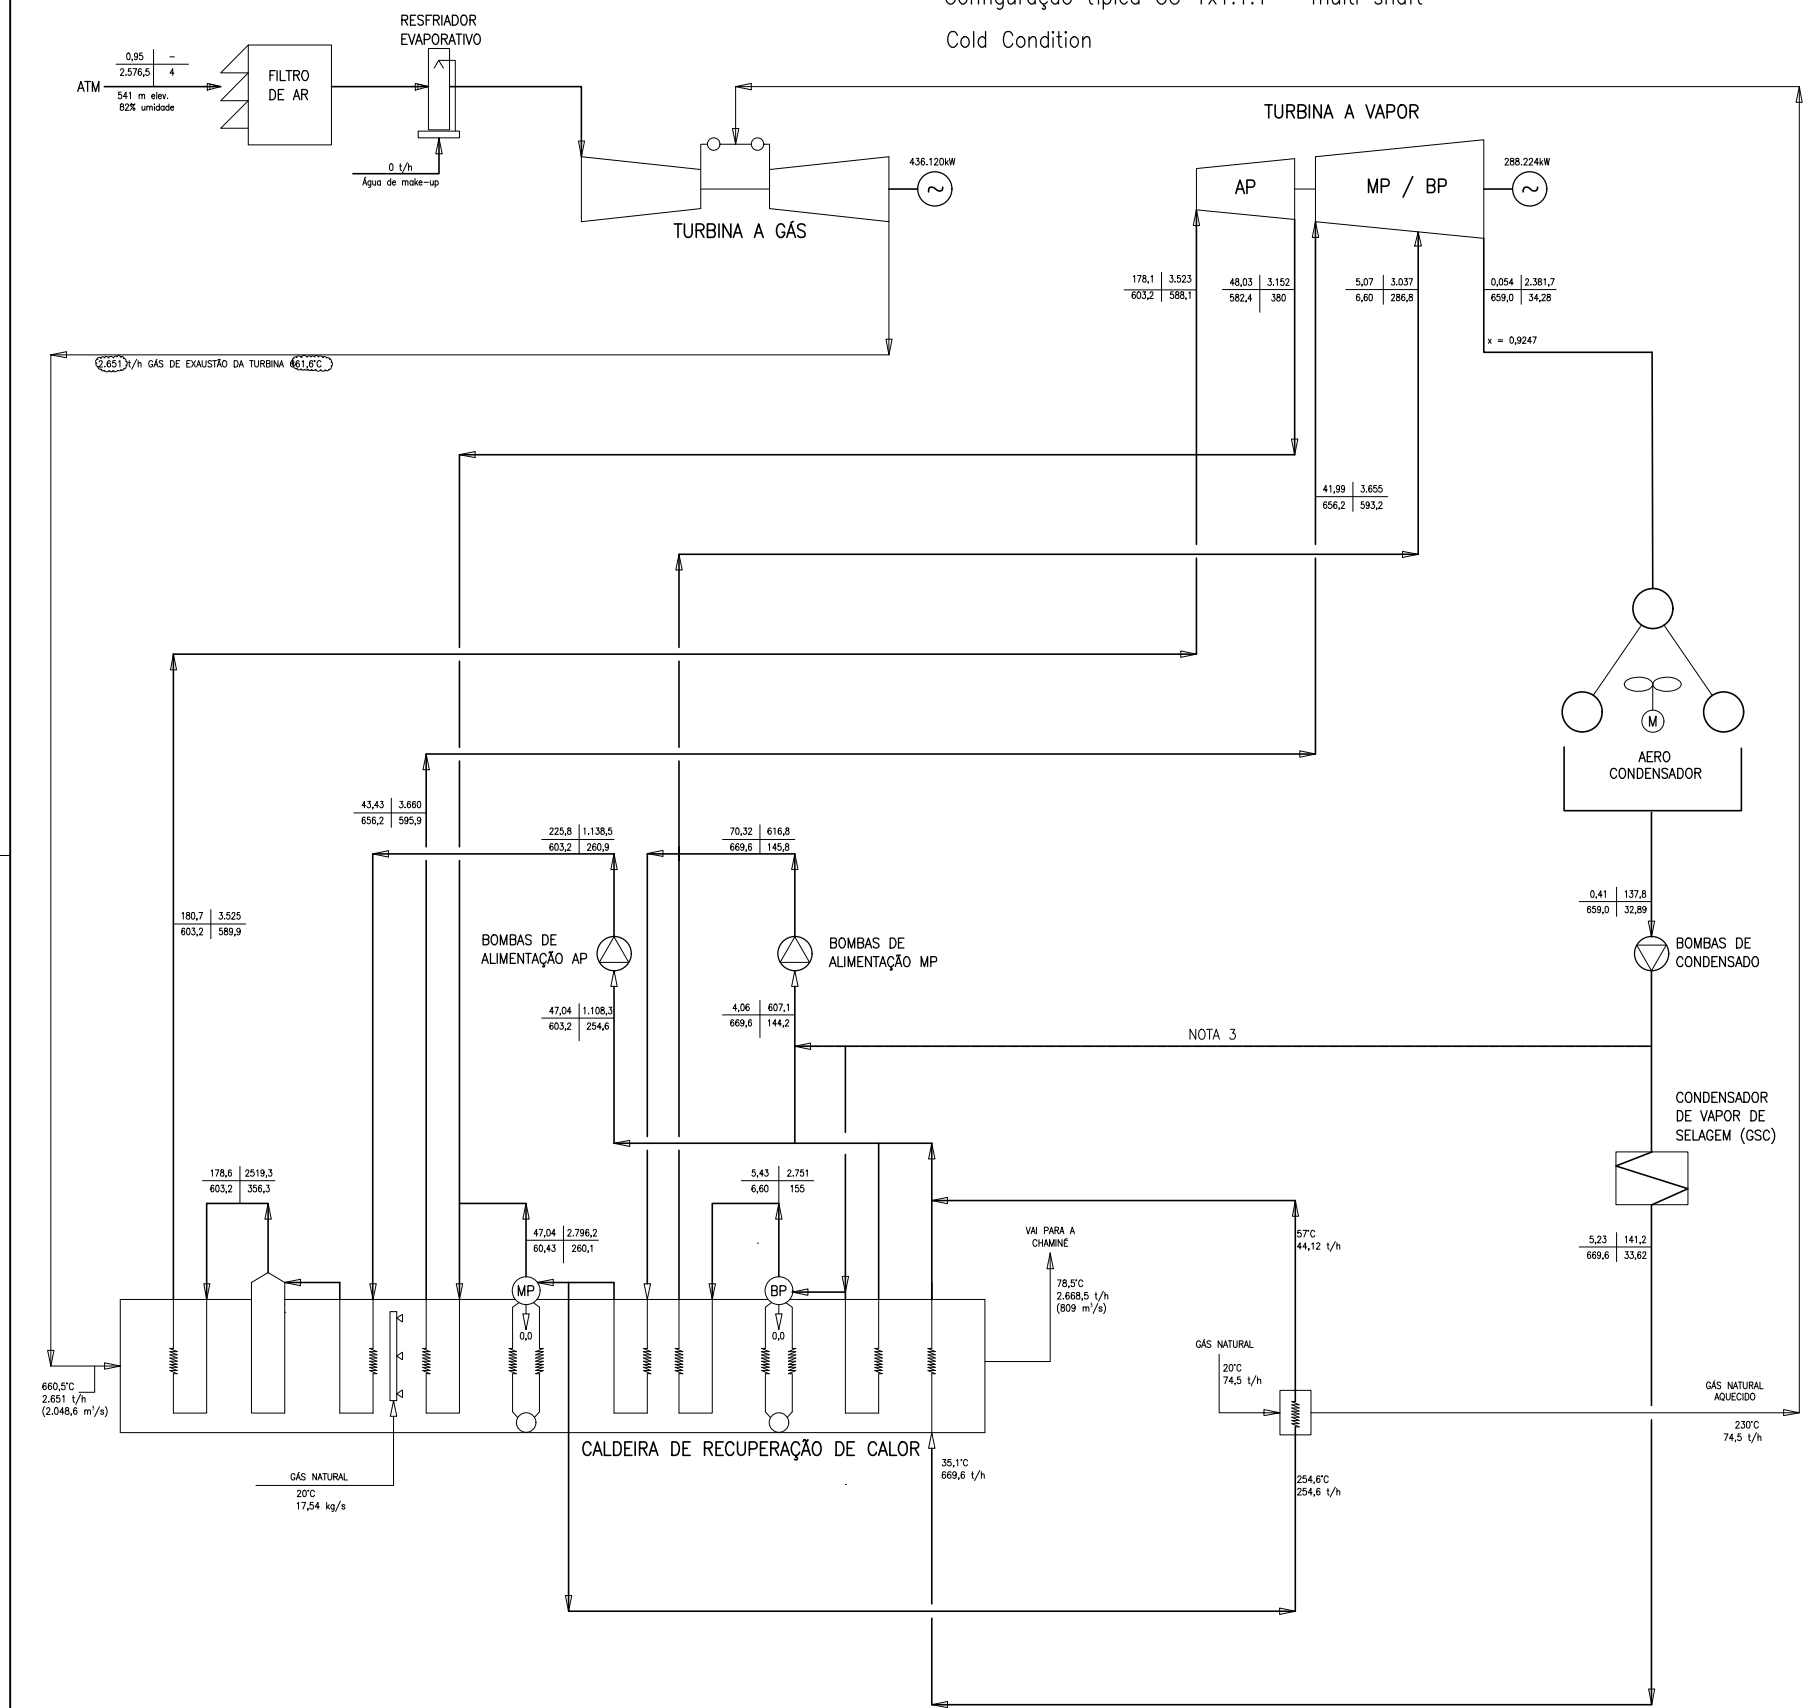 Cold Condition
RESFRIADOR
EVAPORATIVO
0,95 –
2.576,5 4
ATM
541 m elev.
82% umidade
FILTRO
DE AR
0 t/h
Água de make-up
TURBINA A GÁS
436.120kW
~
TURBINA A VAPOR
AP
MP / BP
288.224kW
~
178,1 3.523
603,2 588,1
48,03 3.152
582,4 380
5,07 3.037
6,60 286,8
0,054 2.381,7
659,0 34,28
x = 0,9247
2.651 t/h GÁS DE EXAUSTÃO DA TURBINA 661,6°C
41,99 3.655
656,2 593,2
M
AERO
CONDENSADOR
43,43 3.660
656,2 595,9
225,8 1.138,5
603,2 260,9
70,32 616,8
669,6 145,8
180,7 3.525
603,2 589,9
0,41 137,8
659,0 32,89
BOMBAS DE
ALIMENTAÇÃO AP
BOMBAS DE
ALIMENTAÇÃO MP
BOMBAS DE
CONDENSADO
47,04 1.108,3
603,2 254,6
4,06 607,1
669,6 144,2
NOTA 3
CONDENSADOR
DE VAPOR DE
SELAGEM (GSC)
178,6 2519,3
603,2 356,3
5,43 2.751
6,60 155
47,04 2.796,2
60,43 260,1
VAI PARA A
CHAMINÉ
57°C
44,12 t/h
5,23 141,2
669,6 33,62
MP
BP
0,0
0,0
78,5°C
2.668,5 t/h
(809 m³/s)
GÁS NATURAL
20°C
74,5 t/h
660,5°C
2.651 t/h
(2.048,6 m³/s)
GÁS NATURAL
AQUECIDO
230°C
74,5 t/h
CALDEIRA DE RECUPERAÇÃO DE CALOR
35,1°C
669,6 t/h
254,6°C
254,6 t/h
GÁS NATURAL
20°C
17,54 kg/s